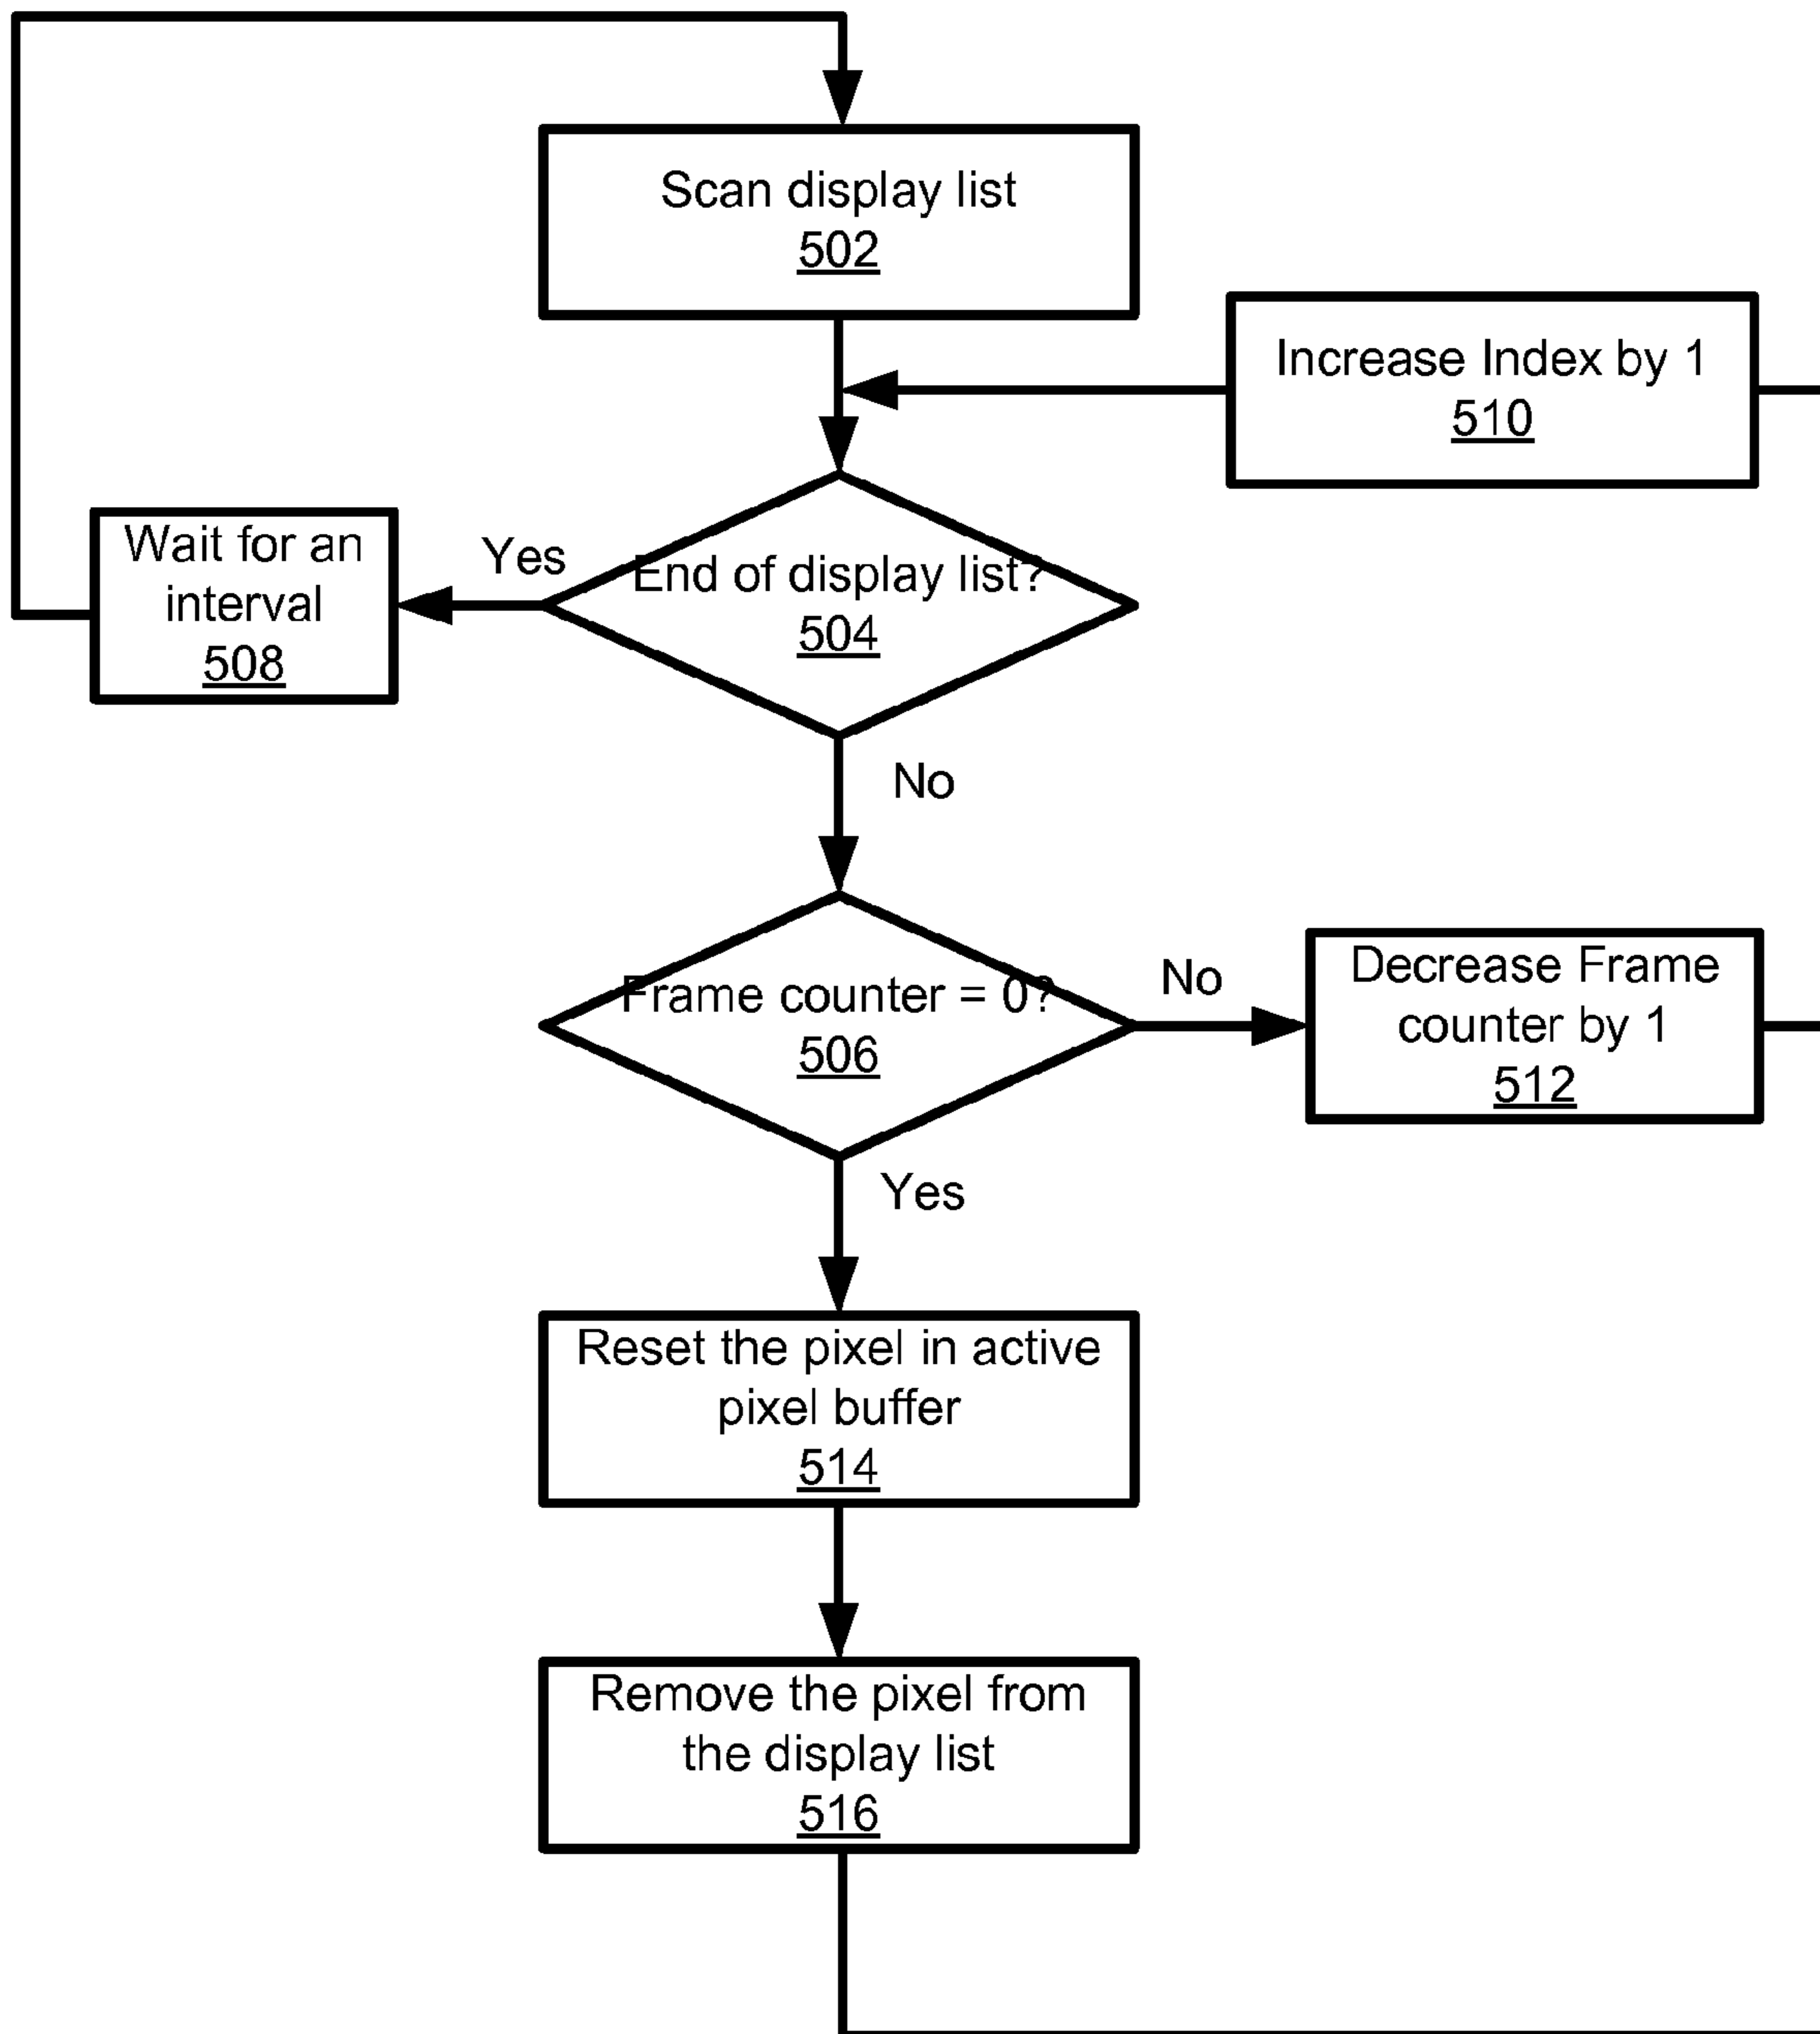 Scan display list
502
Increase Index by 1
510
Wait for an
interval
508
Yes
End of display list?
504
No
Frame counter = 0?
506
No
Decrease Frame
counter by 1
512
Yes
Reset the pixel in active
pixel buffer
514
Remove the pixel from
the display list
516